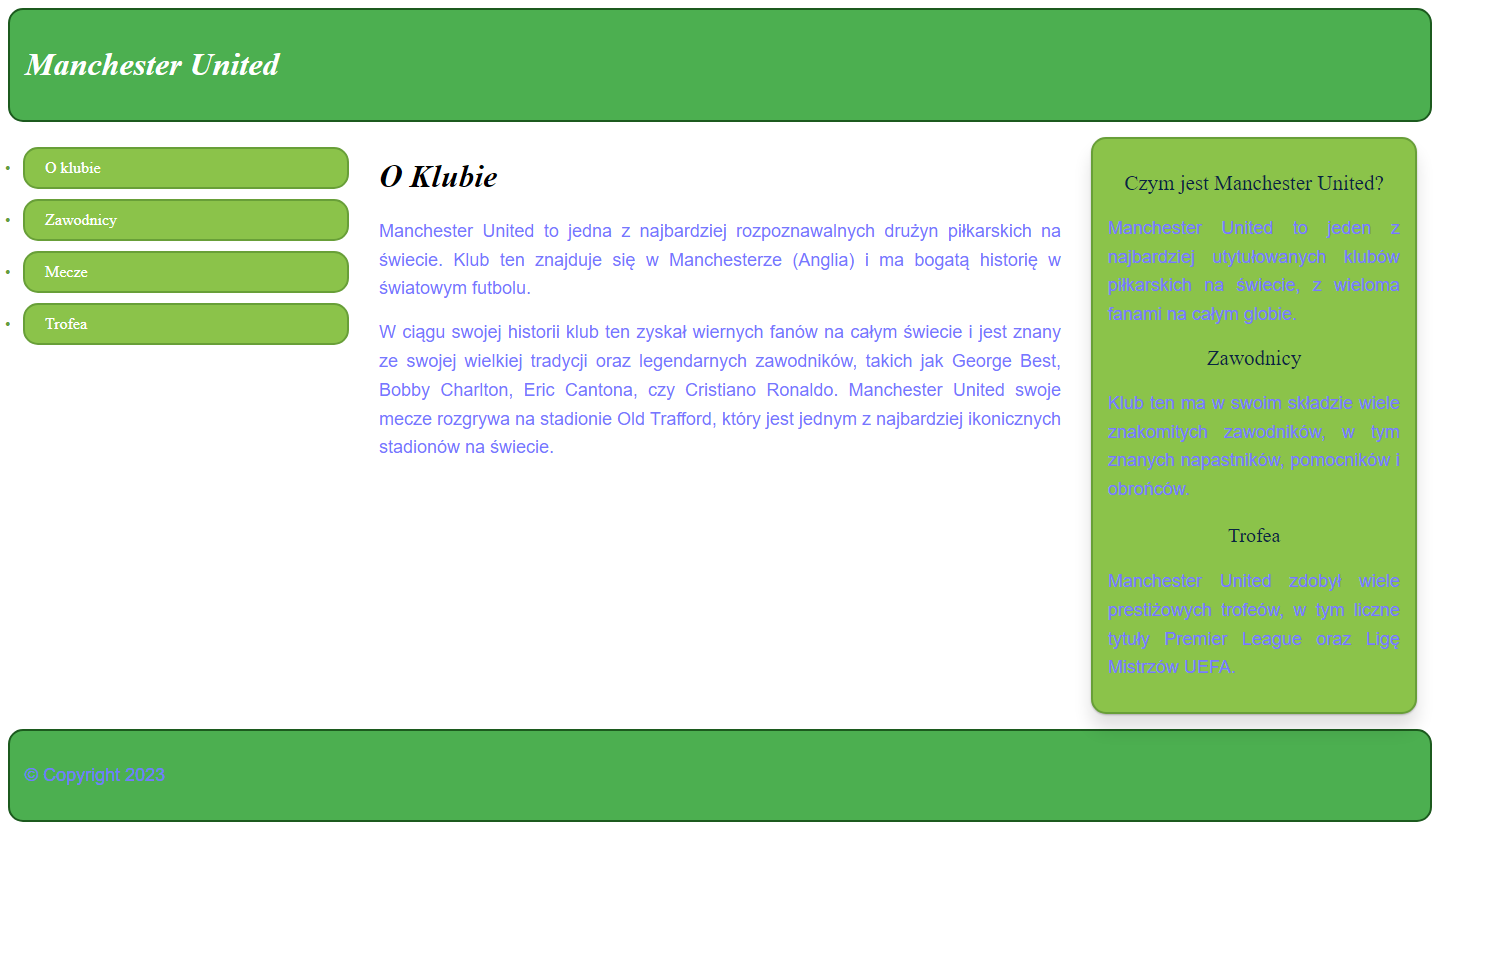 Manchester United
O klubie
Zawodnicy
Mecze
Trofea
O Klubie
Manchester United to jedna z najbardziej rozpoznawalnych drużyn piłkarskich na
świecie. Klub ten znajduje się w Manchesterze (Anglia) i ma bogatą historię w
światowym futbolu.
W ciągu swojej historii klub ten zyskał wiernych fanów na całym świecie i jest znany
ze swojej wielkiej tradycji oraz legendarnych zawodników, takich jak George Best,
Bobby Charlton, Eric Cantona, czy Cristiano Ronaldo. Manchester United swoje
mecze rozgrywa na stadionie Old Trafford, który jest jednym z najbardziej ikonicznych
stadionów na świecie.
Czym jest Manchester United?
Manchester United to jeden z
najbardziej utytułowanych klubów
piłkarskich na świecie, z wieloma
fanami na całym globie.
Zawodnicy
Klub ten ma w swoim składzie wiele
znakomitych zawodników, w tym
znanych napastników, pomocników i
obrońców.
Trofea
Manchester United zdobył wiele
prestiżowych trofeów, w tym liczne
tytuły Premier League oraz Ligę
Mistrzów UEFA.
© Copyright 2023